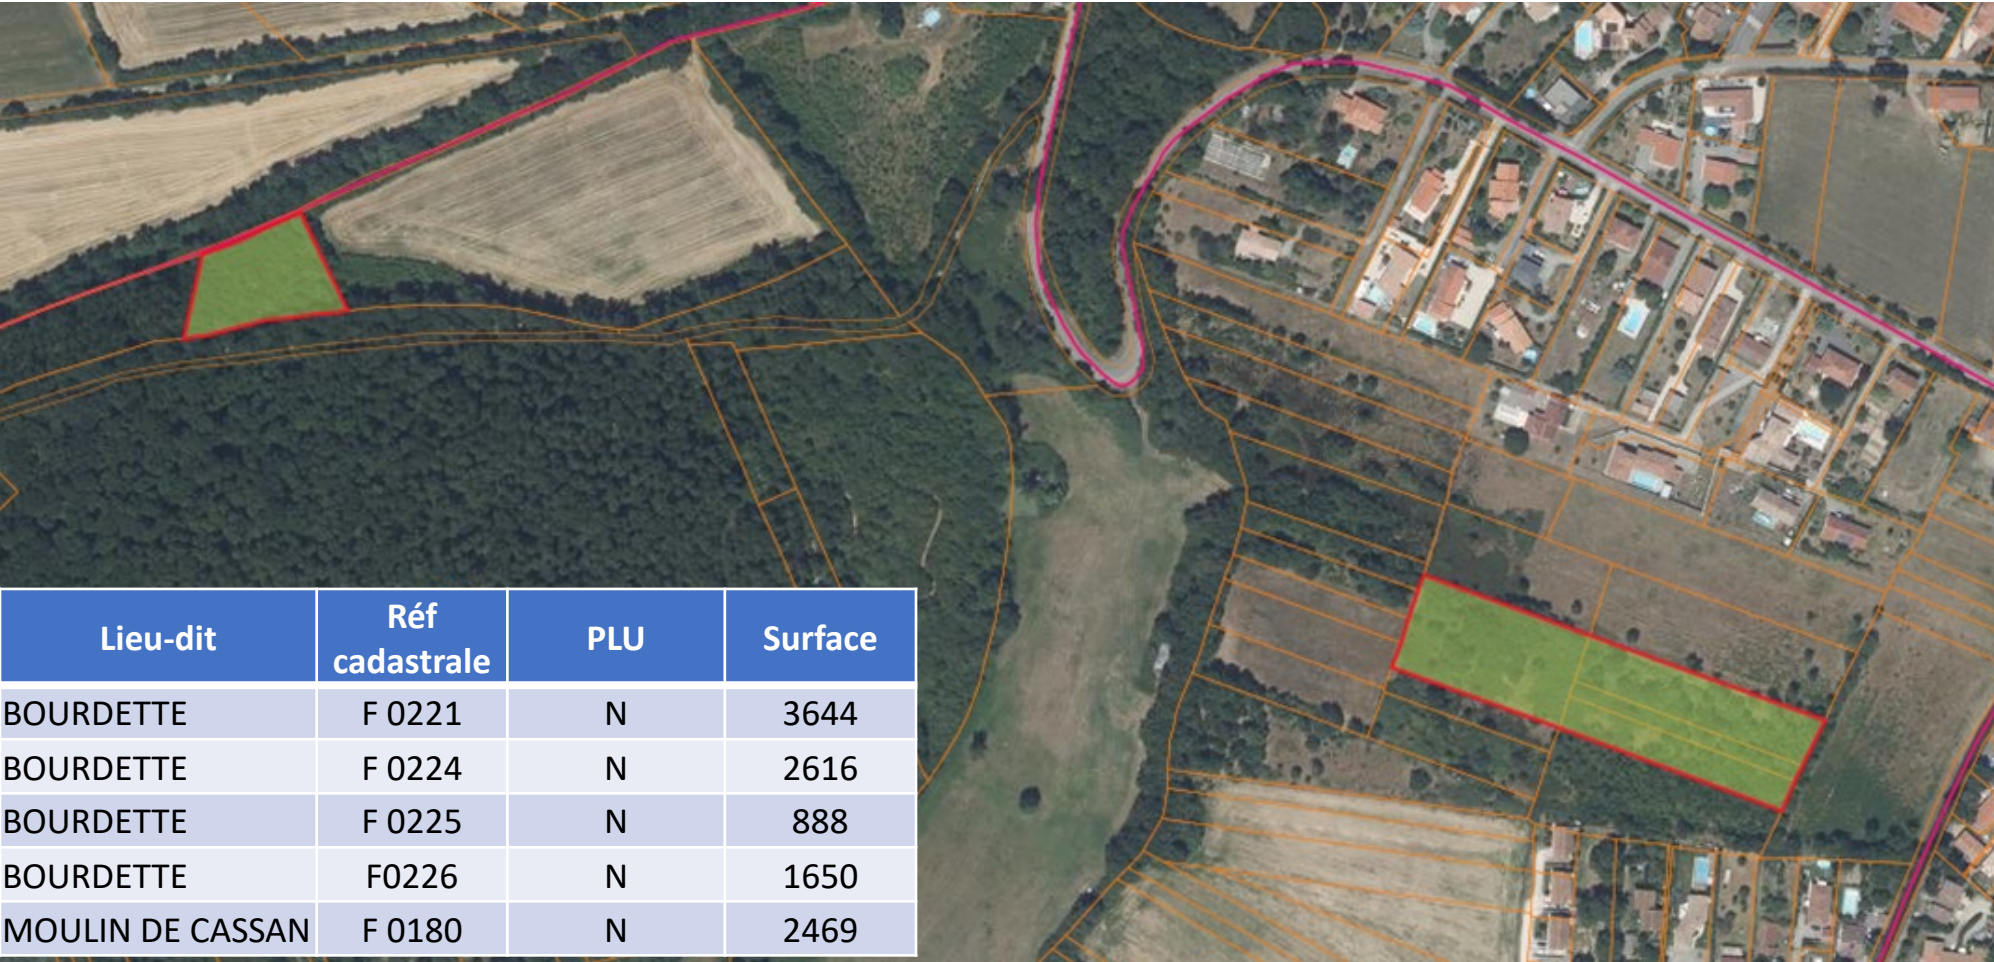 Lieu-dit Réf cadastrale PLU Surface
BOURDETTE F 0221 N 3644
BOURDETTE F 0224 N 2616
BOURDETTE F 0225 N 888
BOURDETTE F0226 N 1650
MOULIN DE CASSAN F 0180 N 2469